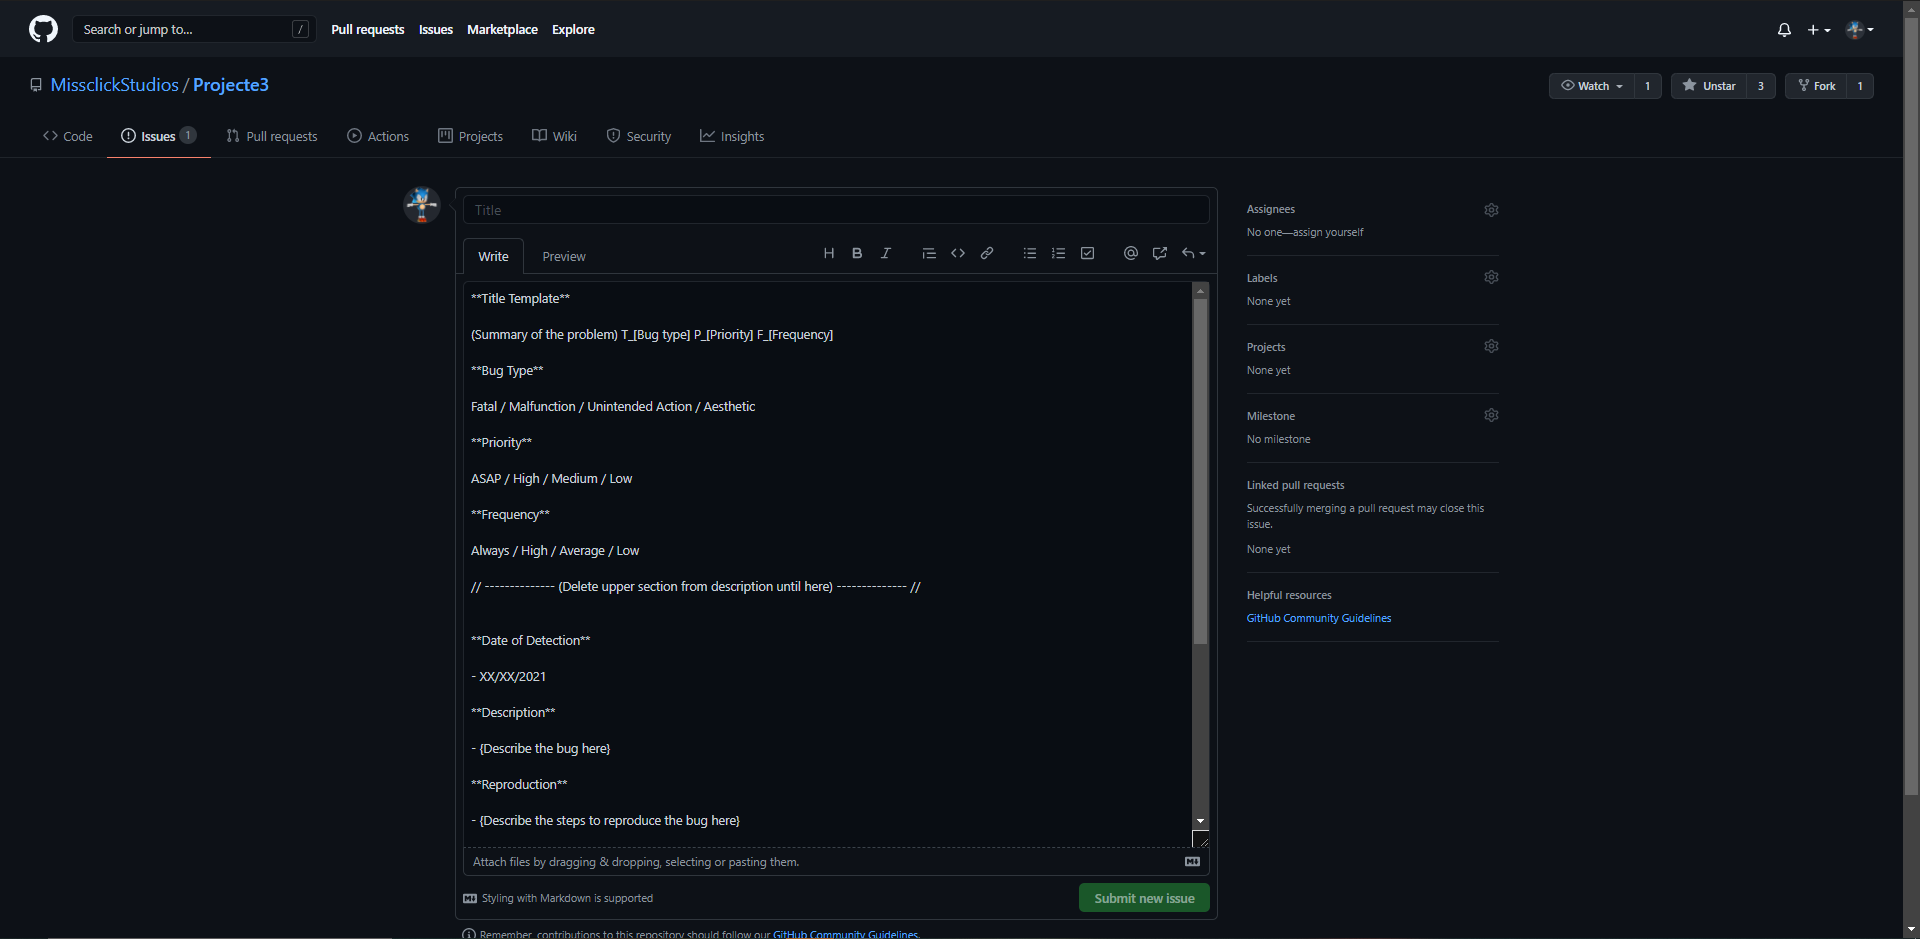 Search or jump to... /
Pull requests Issues Marketplace Explore
MissclickStudios / Projecte3
Watch 1 Unstar 3 Fork 1
Code Issues 1 Pull requests Actions Projects Wiki Security Insights
Title
Write Preview
H B I
**Title Template**
(Summary of the problem) T_[Bug type] P_[Priority] F_[Frequency]
**Bug Type**
Fatal / Malfunction / Unintended Action / Aesthetic
**Priority**
ASAP / High / Medium / Low
**Frequency**
Always / High / Average / Low
// -------------- (Delete upper section from description until here) -------------- //
**Date of Detection**
- XX/XX/2021
**Description**
- {Describe the bug here}
**Reproduction**
- {Describe the steps to reproduce the bug here}
Attach files by dragging & dropping, selecting or pasting them.
Styling with Markdown is supported
Submit new issue
Remember, contributions to this repository should follow our GitHub Community Guidelines.
Assignees
No one—assign yourself
Labels
None yet
Projects
None yet
Milestone
No milestone
Linked pull requests
Successfully merging a pull request may close this
issue.
None yet
Helpful resources
GitHub Community Guidelines